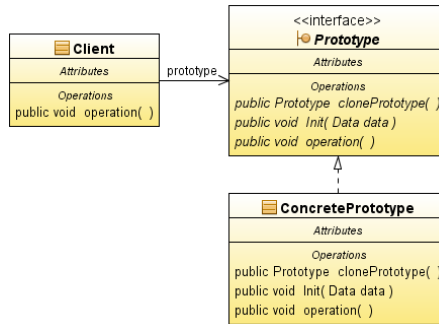 Client
Attributes
Operations
public void operation( )
prototype
<<interface>>
Prototype
Attributes
Operations
public Prototype clonePrototype( )
public void Init( Data data )
public void operation( )
ConcretePrototype
Attributes
Operations
public Prototype clonePrototype( )
public void Init( Data data )
public void operation( )